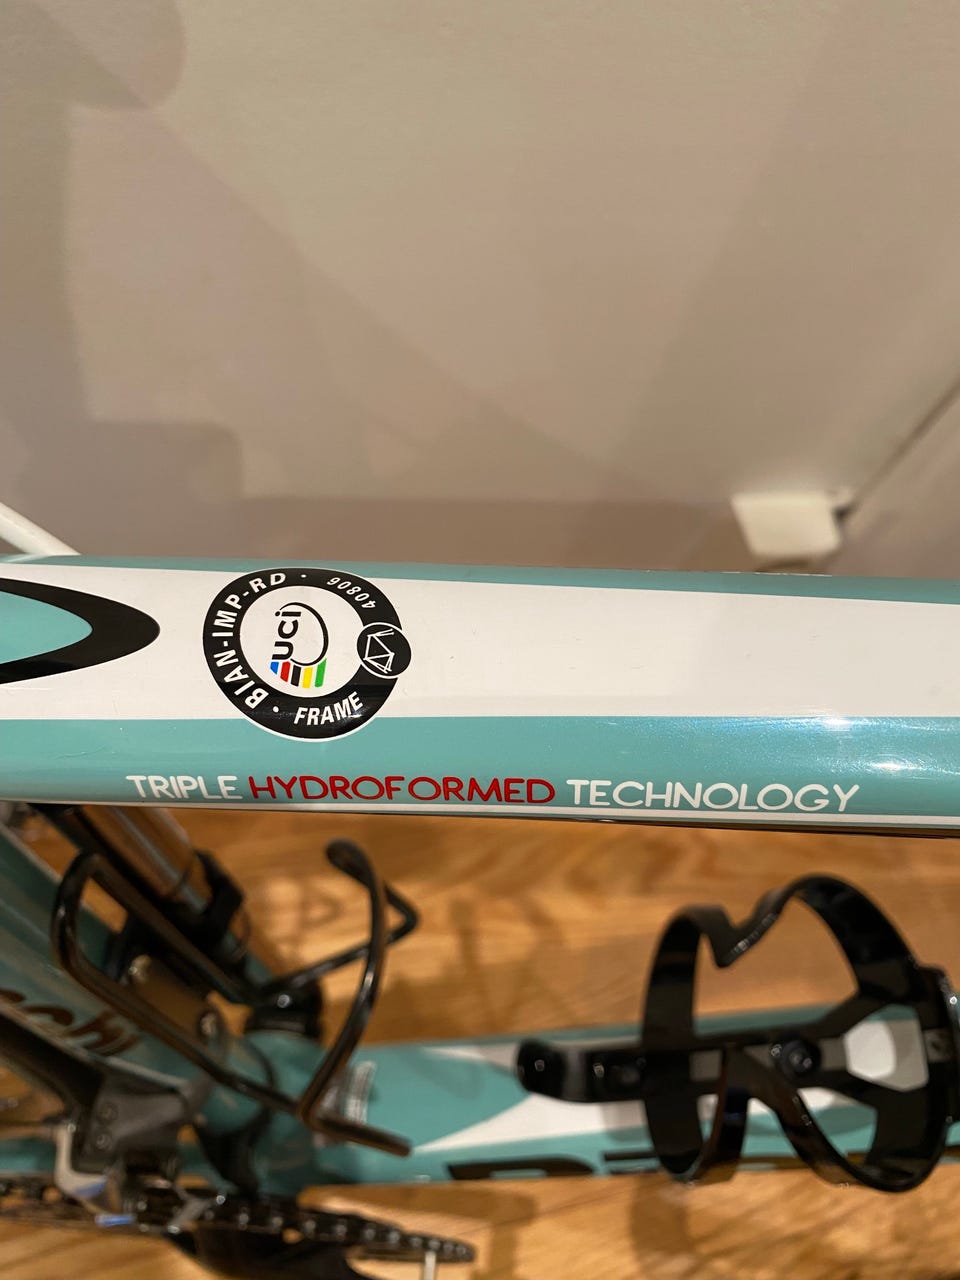 BIAN-IMP-RD · 40806
UCI
· FRAME
TRIPLE HYDROFORMED TECHNOLOGY